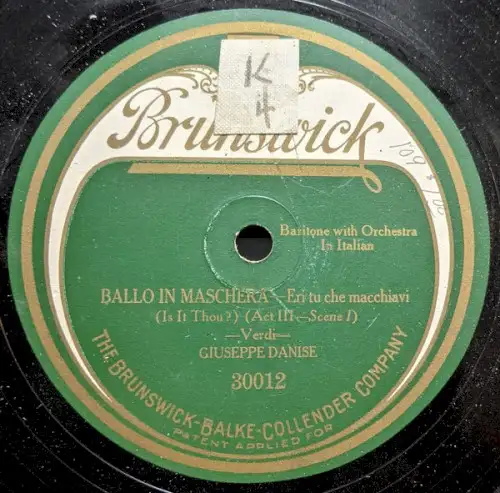 K
4
Brunswick
Baritone with Orchestra
In Italian
BALLO IN MASCHERA—Eri tu che macchiavi
(Is It Thou?) (Act III—Scene I)
—Verdi—
GIUSEPPE DANISE
30012
THE BRUNSWICK-BALKE-COLLENDER COMPANY
PATENT APPLIED FOR